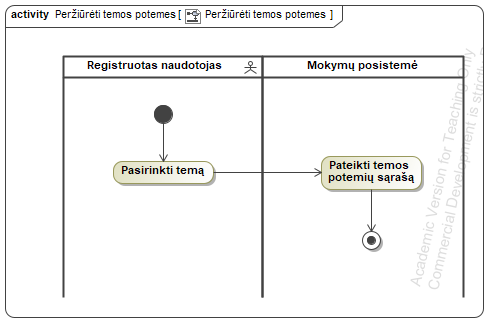 activity Peržiūrėti temos potemes [ Peržiūrėti temos potemes ]
Registruotas naudotojas
Mokymų posistemė
Pasirinkti temą
Pateikti temos
potemių sąrašą
Academic Version for Teaching Only
Commercial Development is strictly